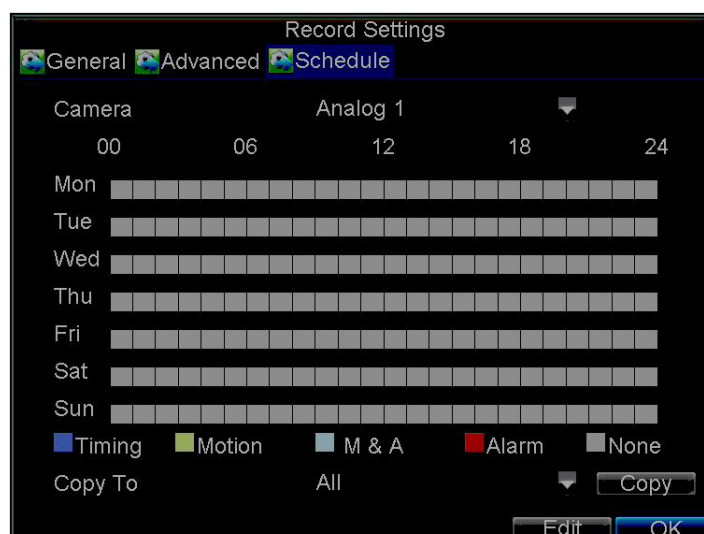 Record Settings
General Advanced Schedule
Camera Analog 1
00 06 12 18 24
Mon
Tue
Wed
Thu
Fri
Sat
Sun
Timing Motion M & A Alarm None
Copy To All Copy
Edit OK